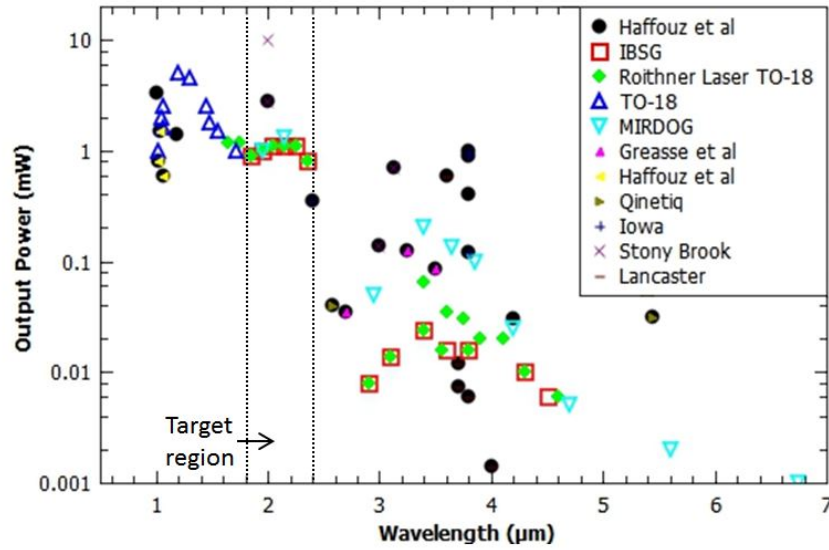 10
1
0.1
0.01
0.001
Output Power (mW)
1
2
3
4
5
6
7
Wavelength (µm)
Target
region
Haffouz et al
IBSG
Roithner Laser TO-18
TO-18
MIRDOG
Greasse et al
Haffouz et al
Qinetiq
Iowa
Stony Brook
Lancaster